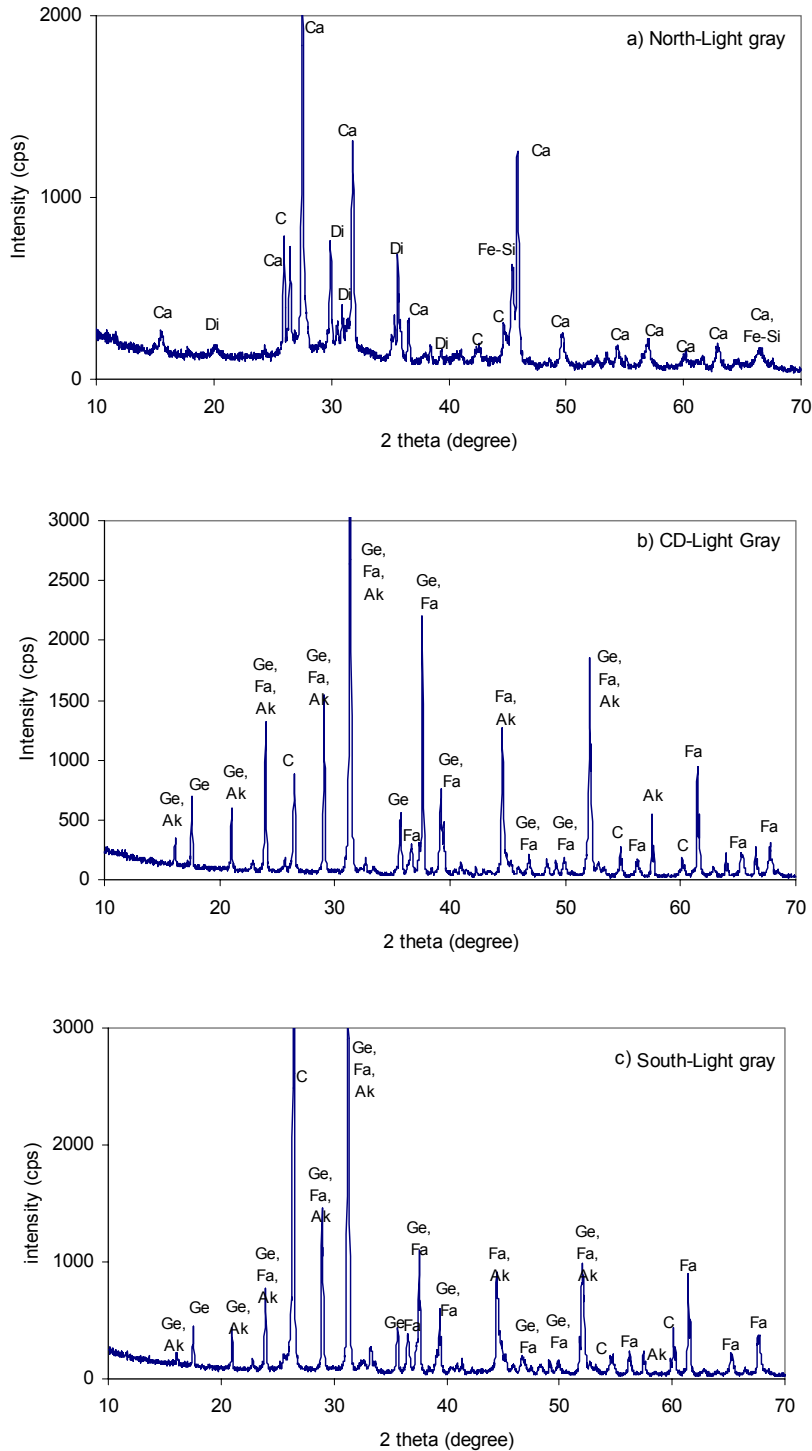 a) North-Light gray
Intensity (cps)
2000
1000
0
Ca
Ca
C
Ca
Di
Di
Di
Ca
Di
Ca
Di
C
Fe-Si
C
Ca
Ca
Ca
Ca
Ca
Ca
Ca,
Fe-Si
10 20 30 40 50 60 70
2 theta (degree)
b) CD-Light Gray
Intensity (cps)
3000
2500
2000
1500
1000
500
0
Ge,
Ak
Ge
Ge,
Ak
Ge,
Fa,
Ak
C
Ge,
Fa,
Ak
Ge,
Fa,
Ak
Ge
Fa
Ge,
Fa
Ge,
Fa
Fa,
Ak
Ge,
Fa
Ge,
Fa
Ge,
Fa,
Ak
C
Fa
Ak
C
Fa
Fa
Fa
10 20 30 40 50 60 70
2 theta (degree)
c) South-Light gray
intensity (cps)
3000
2000
1000
0
Ge,
Ak
Ge
Ge,
Ak
Ge,
Fa,
Ak
C
Ge,
Fa,
Ak
Ge,
Fa,
Ak
Ge
Fa
Ge,
Fa
Ge,
Fa
Fa,
Ak
Ge,
Fa
Ge,
Fa
Ge,
Fa,
Ak
C
Fa
Ak
C
Fa
Fa
Fa
10 20 30 40 50 60 70
2 theta (degree)